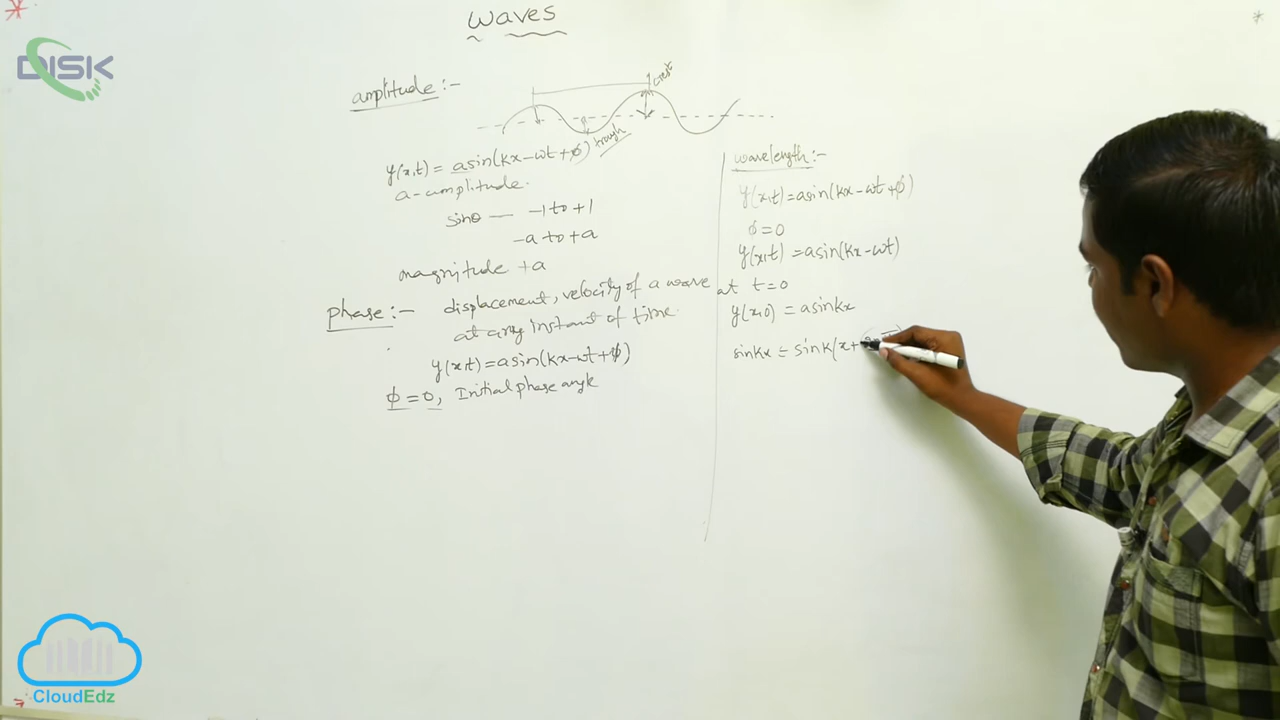 waves
DISK
amplitude :-
crest
trough
y(x,t) = asin(kx-ωt+ϕ)
a-amplitude.
sinθ — -1 to +1
-a to +a
magnitude +a
phase :- displacement, velocity of a wave
at any instant of time.
y(x,t) = asin(kx-ωt+ϕ)
ϕ = 0, Initial phase angle
wavelength :-
y(x,t) = asin(kx-ωt+ϕ)
ϕ = 0
y(x,t) = asin(kx-ωt)
at t=0
y(x,0) = asinkx
sinkx = sink(x+
CloudEdz